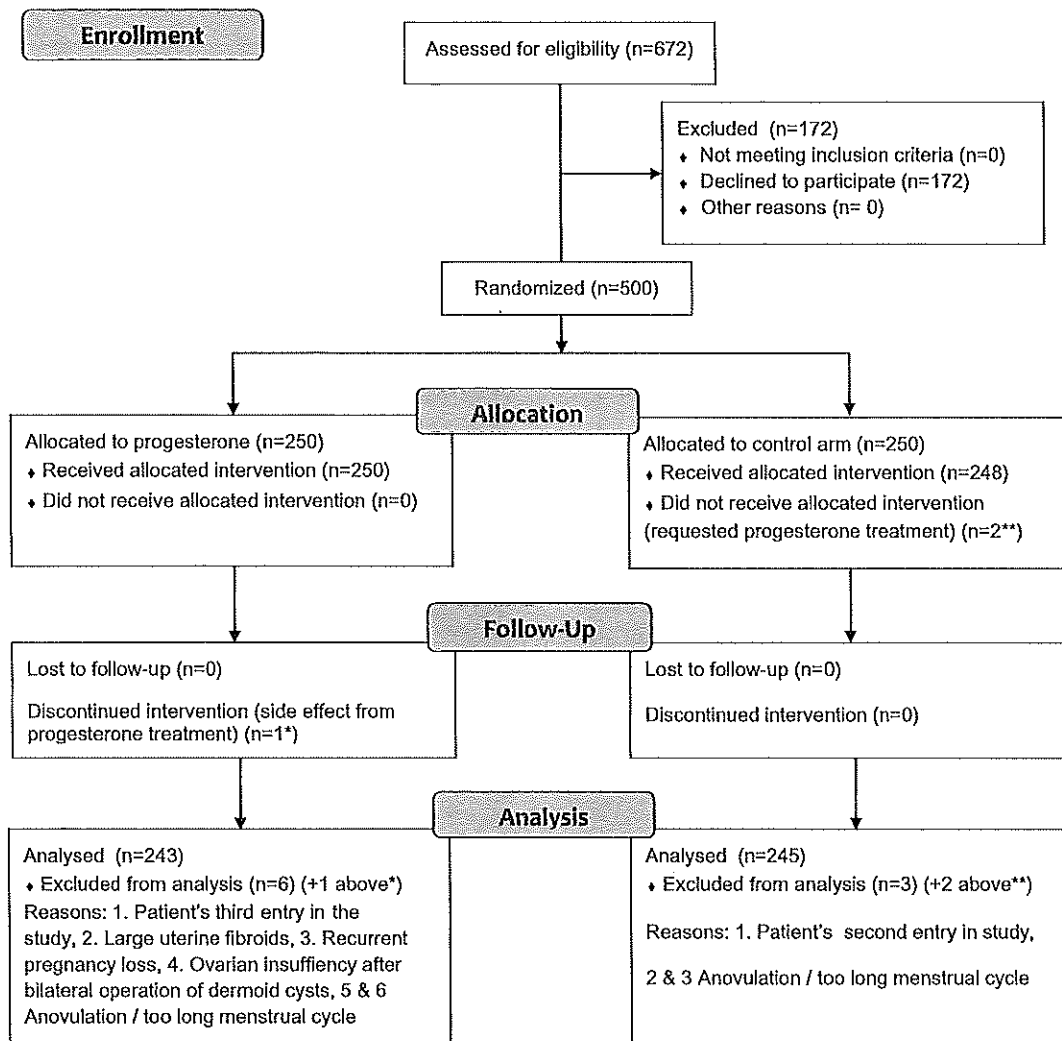 Enrollment
Assessed for eligibility (n=672)
Excluded (n=172)
♦ Not meeting inclusion criteria (n=0)
♦ Declined to participate (n=172)
♦ Other reasons (n= 0)
Randomized (n=500)
Allocation
Allocated to progesterone (n=250)
♦ Received allocated intervention (n=250)
♦ Did not receive allocated intervention (n=0)
Allocated to control arm (n=250)
♦ Received allocated intervention (n=248)
♦ Did not receive allocated intervention
(requested progesterone treatment) (n=2**)
Follow-Up
Lost to follow-up (n=0)
Discontinued intervention (side effect from
progesterone treatment) (n=1*)
Lost to follow-up (n=0)
Discontinued intervention (n=0)
Analysis
Analysed (n=243)
♦ Excluded from analysis (n=6) (+1 above*)
Reasons: 1. Patient's third entry in the
study, 2. Large uterine fibroids, 3. Recurrent
pregnancy loss, 4. Ovarian insuffiency after
bilateral operation of dermoid cysts, 5 & 6
Anovulation / too long menstrual cycle
Analysed (n=245)
♦ Excluded from analysis (n=3) (+2 above**)
Reasons: 1. Patient's second entry in study,
2 & 3 Anovulation / too long menstrual cycle